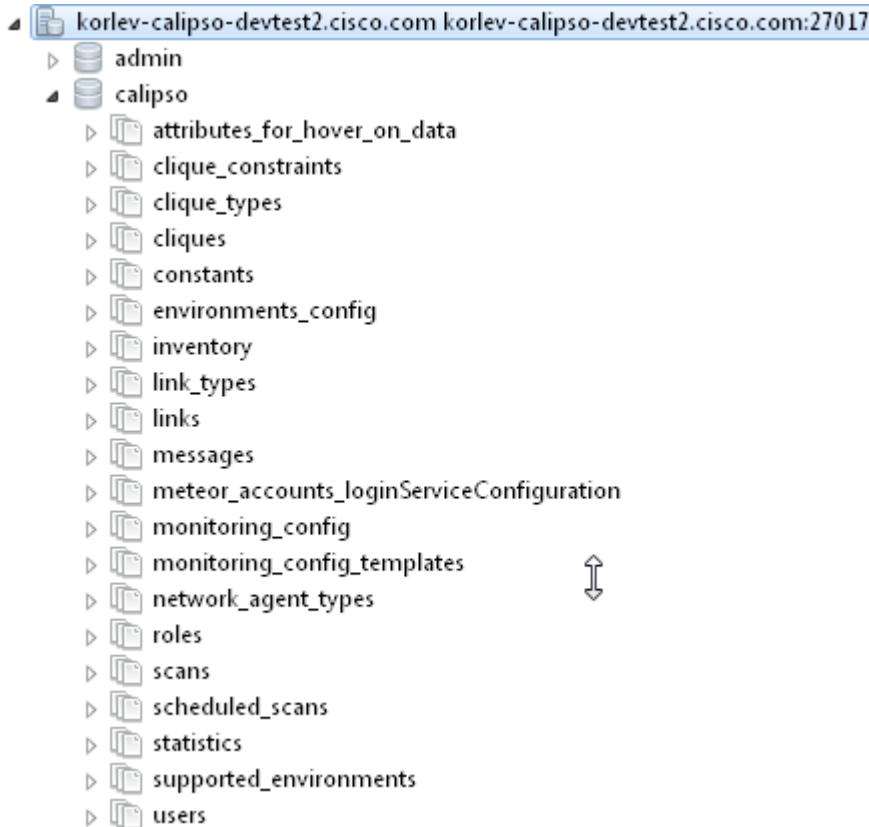 korlev-calipso-devtest2.cisco.com korlev-calipso-devtest2.cisco.com:27017
admin
calipso
attributes_for_hover_on_data
clique_constraints
clique_types
cliques
constants
environments_config
inventory
link_types
links
messages
meteor_accounts_loginServiceConfiguration
monitoring_config
monitoring_config_templates
network_agent_types
roles
scans
scheduled_scans
statistics
supported_environments
users